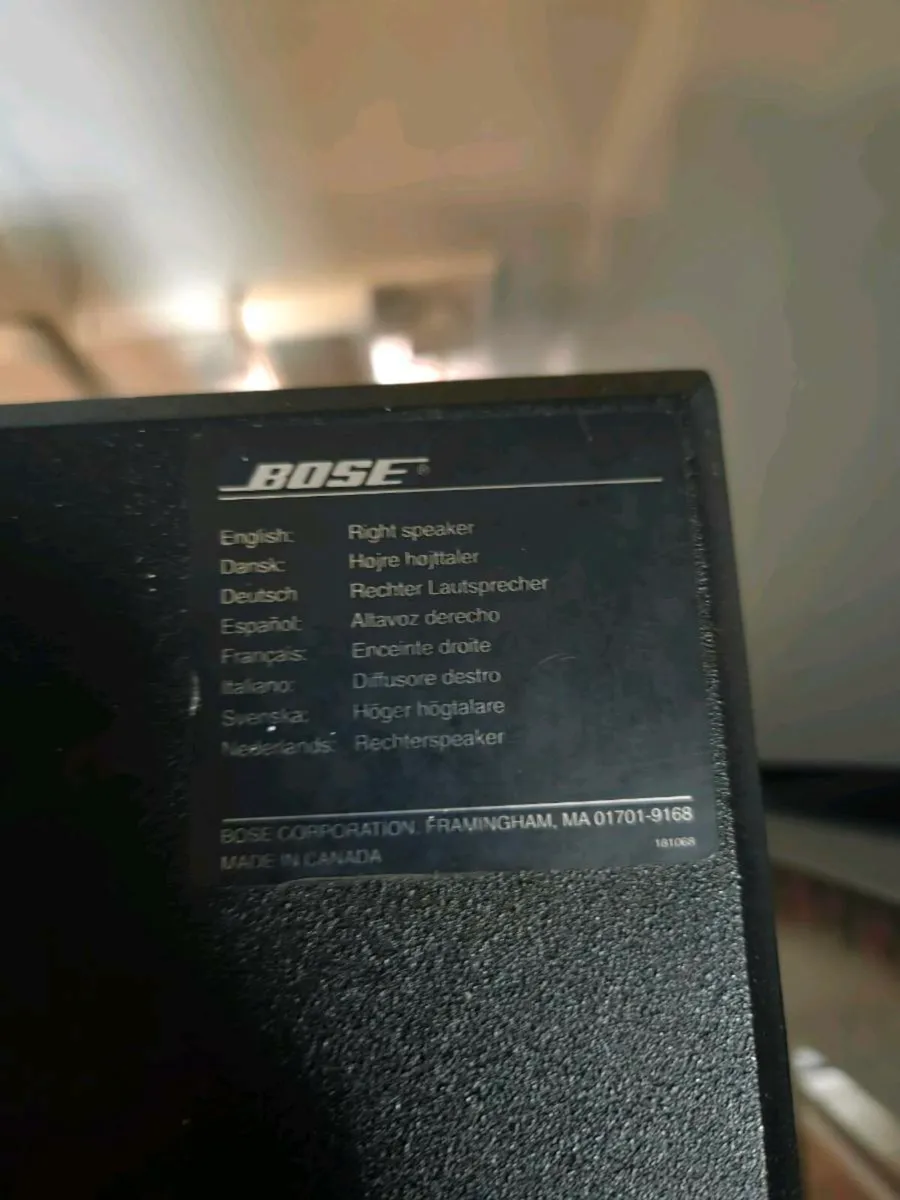 BOSE®
English: Right speaker
Dansk: Højre højttaler
Deutsch Rechter Lautsprecher
Español: Altavoz derecho
Français: Enceinte droite
Italiano: Diffusore destro
Svenska: Höger högtalare
Nederlands: Rechterspeaker
BOSE CORPORATION. FRAMINGHAM, MA 01701-9168
MADE IN CANADA 181068